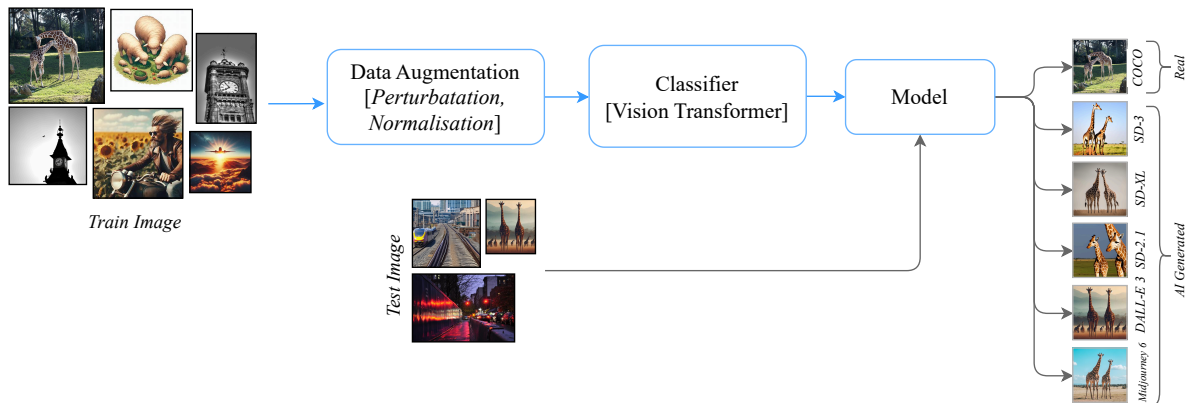 Train Image
Data Augmentation
[Perturbatation,
Normalisation]
Classifier
[Vision Transformer]
Model
Test Image
COCO
Real
SD-3
SD-XL
SD-2.1
DALL-E 3
Midjourney 6
AI Generated